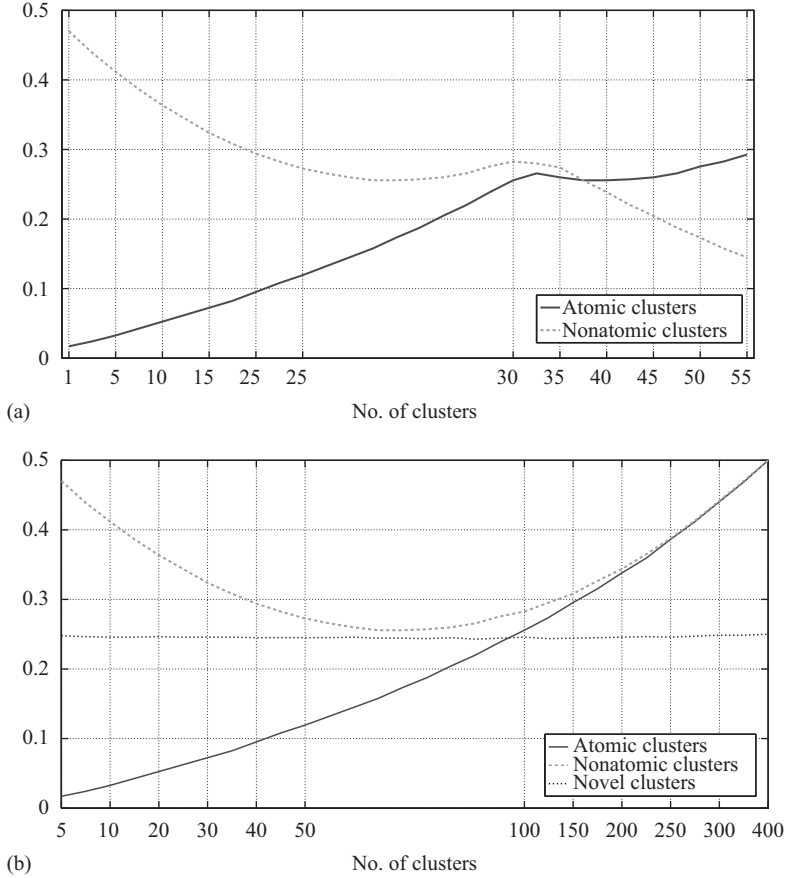 0.5
0.4
0.3
0.2
0.1
0
Atomic clusters
Nonatomic clusters
1 5 10 15 25 25 30 35 40 45 50 55
(a) No. of clusters
0.5
0.4
0.3
0.2
0.1
0
Atomic clusters
Nonatomic clusters
Novel clusters
5 10 20 30 40 50 100 150 200 250 300 400
(b) No. of clusters